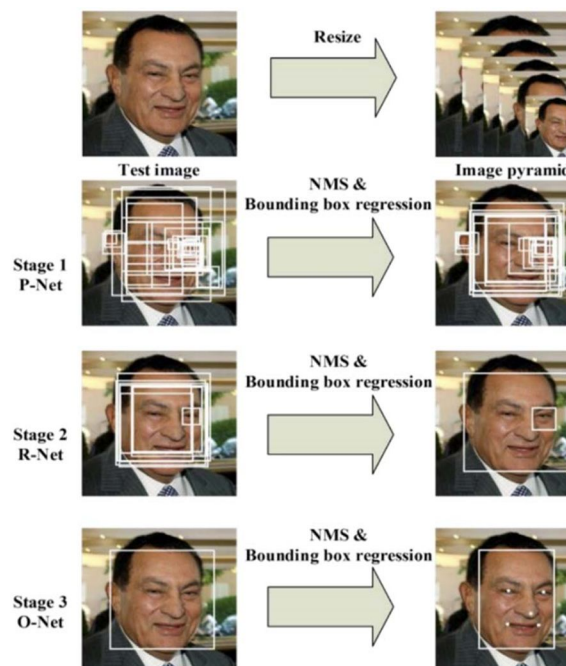 Resize
Test image
Image pyramid
NMS &
Bounding box regression
Stage 1
P-Net
NMS &
Bounding box regression
Stage 2
R-Net
NMS &
Bounding box regression
Stage 3
O-Net